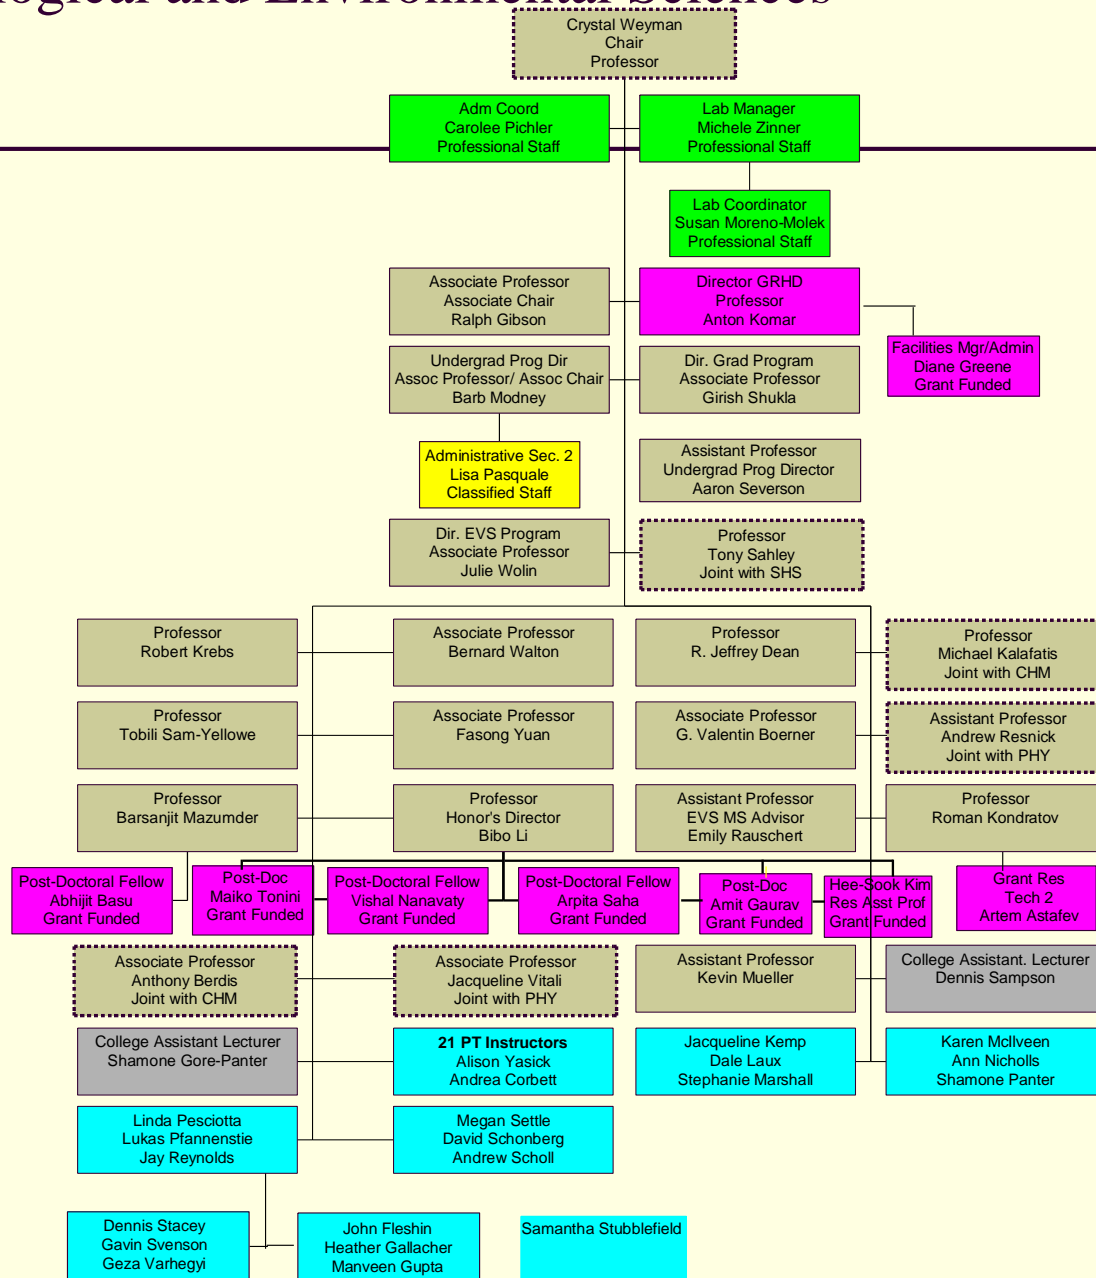 ological and Environmental Sciences
Crystal Weyman
Chair
Professor
Adm Coord
Carolee Pichler
Professional Staff
Lab Manager
Michele Zinner
Professional Staff
Lab Coordinator
Susan Moreno-Molek
Professional Staff
Associate Professor
Associate Chair
Ralph Gibson
Director GRHD
Professor
Anton Komar
Facilities Mgr/Admin
Diane Greene
Grant Funded
Undergrad Prog Dir
Assoc Professor/ Assoc Chair
Barb Modney
Dir. Grad Program
Associate Professor
Girish Shukla
Administrative Sec. 2
Lisa Pasquale
Classified Staff
Assistant Professor
Undergrad Prog Director
Aaron Severson
Dir. EVS Program
Associate Professor
Julie Wolin
Professor
Tony Sahley
Joint with SHS
Professor
Robert Krebs
Associate Professor
Bernard Walton
Professor
R. Jeffrey Dean
Professor
Michael Kalafatis
Joint with CHM
Professor
Tobili Sam-Yellowe
Associate Professor
Fasong Yuan
Associate Professor
G. Valentin Boerner
Assistant Professor
Andrew Resnick
Joint with PHY
Professor
Barsanjit Mazumder
Professor
Honor's Director
Bibo Li
Assistant Professor
EVS MS Advisor
Emily Rauschert
Professor
Roman Kondratov
Post-Doctoral Fellow
Abhijit Basu
Grant Funded
Post-Doc
Maiko Tonini
Grant Funded
Post-Doctoral Fellow
Vishal Nanavaty
Grant Funded
Post-Doctoral Fellow
Arpita Saha
Grant Funded
Post-Doc
Amit Gaurav
Grant Funded
Hee-Sook Kim
Res Asst Prof
Grant Funded
Grant Res
Tech 2
Artem Astafev
Associate Professor
Anthony Berdis
Joint with CHM
Associate Professor
Jacqueline Vitali
Joint with PHY
Assistant Professor
Kevin Mueller
College Assistant. Lecturer
Dennis Sampson
College Assistant Lecturer
Shamone Gore-Panter
21 PT Instructors
Alison Yasick
Andrea Corbett
Jacqueline Kemp
Dale Laux
Stephanie Marshall
Karen McIlveen
Ann Nicholls
Shamone Panter
Linda Pesciotta
Lukas Pfannenstie
Jay Reynolds
Megan Settle
David Schonberg
Andrew Scholl
Dennis Stacey
Gavin Svenson
Geza Varhegyi
John Fleshin
Heather Gallacher
Manveen Gupta
Samantha Stubblefield